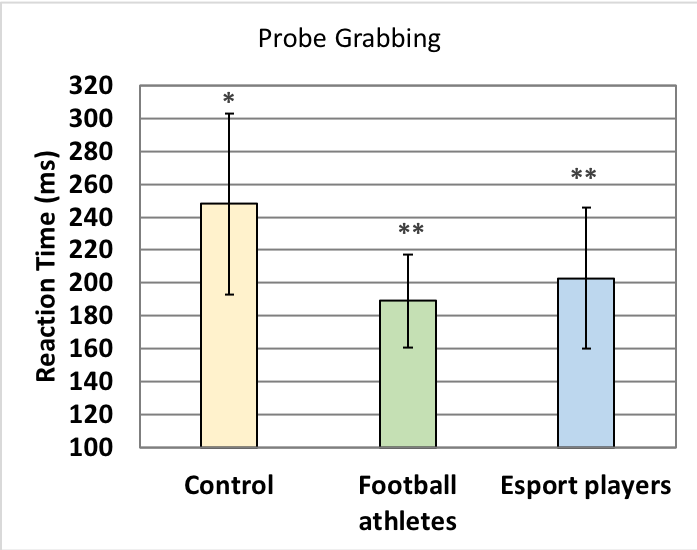 Probe Grabbing
Reaction Time (ms)
320
300
280
260
240
220
200
180
160
140
120
100
*
**
**
Control
Football
athletes
Esport players